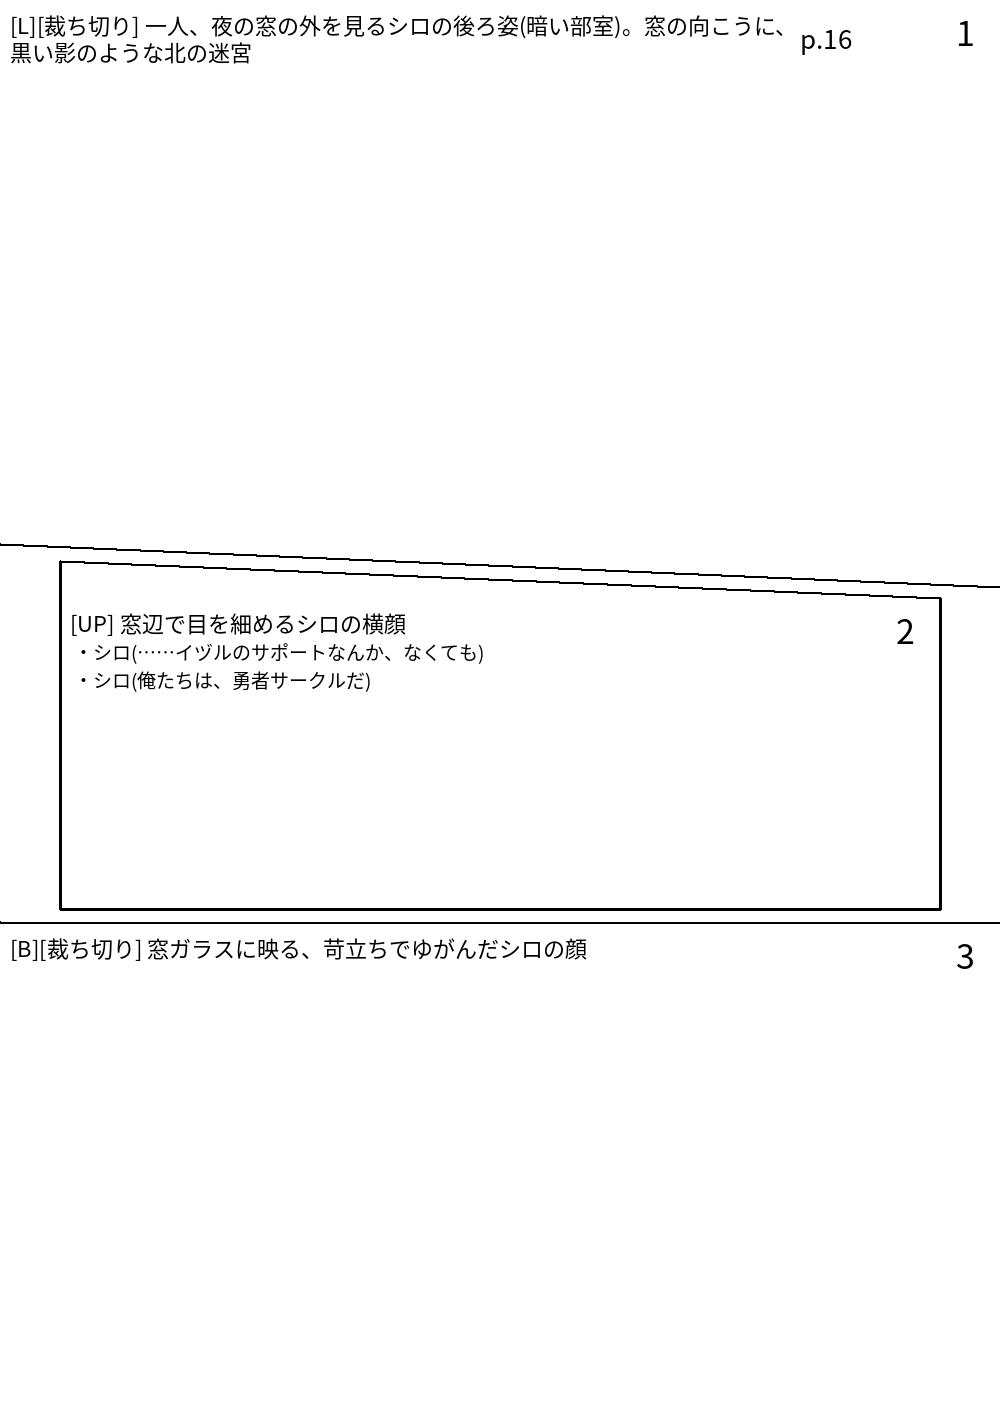 [L][裁ち切り] 一人、夜の窓の外を見るシロの後ろ姿(暗い部室)。窓の向こうに、
黒い影のような北の迷宮
p.16
1
[UP] 窓辺で目を細めるシロの横顔
2
・シロ(……イヅルのサポートなんか、なくても)
・シロ(俺たちは、勇者サークルだ)
[B][裁ち切り] 窓ガラスに映る、苛立ちでゆがんだシロの顔
3